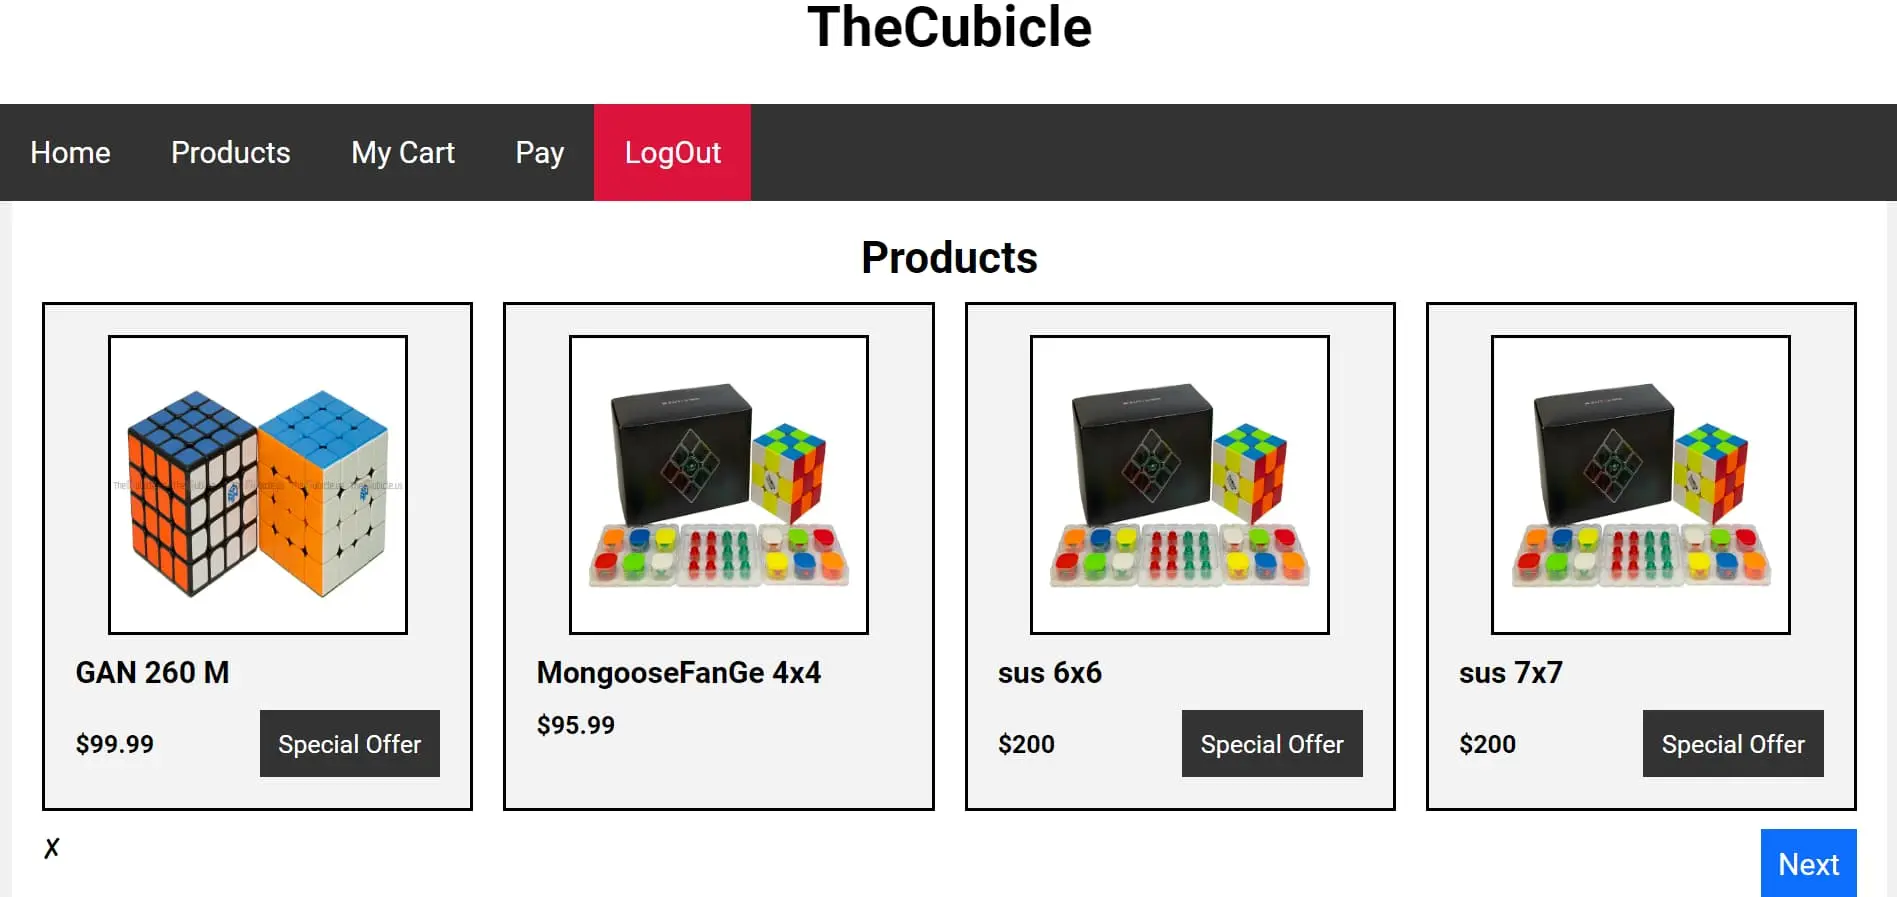 TheCubicle
Home Products My Cart Pay LogOut
Products
GAN 260 M
$99.99 Special Offer
MongooseFanGe 4x4
$95.99
sus 6x6
$200 Special Offer
sus 7x7
$200 Special Offer
✗ Next